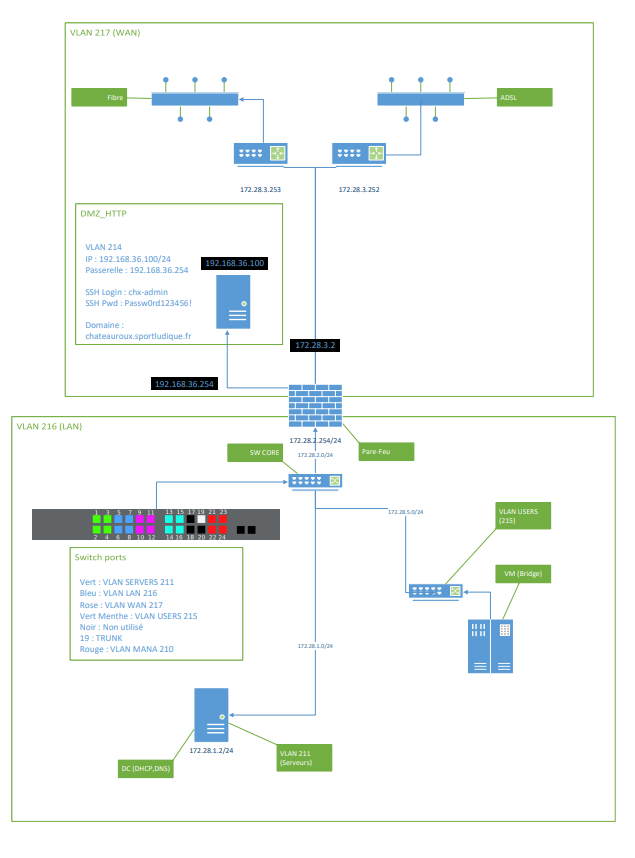 VLAN 217 (WAN)
Fibre
ADSL
172.28.3.253
172.28.3.252
DMZ_HTTP
VLAN 214
IP : 192.168.36.100/24
Passerelle : 192.168.36.254
SSH Login : chx-admin
SSH Pwd : Passw0rd123456!
Domaine :
chateauroux.sportludique.fr
192.168.36.100
172.28.3.2
192.168.36.254
VLAN 216 (LAN)
172.28.2.254/24
172.28.2.0/24
SW CORE
Pare-Feu
1 3 5 7 9 11 13 15 17 19 21 23
2 4 6 8 10 12 14 16 18 20 22 24
172.28.5.0/24
VLAN USERS
(215)
VM (Bridge)
Switch ports
Vert : VLAN SERVERS 211
Bleu : VLAN LAN 216
Rose : VLAN WAN 217
Vert Menthe : VLAN USERS 215
Noir : Non utilisé
19 : TRUNK
Rouge : VLAN MANA 210
172.28.1.0/24
172.28.1.2/24
DC (DHCP,DNS)
VLAN 211
(Serveurs)